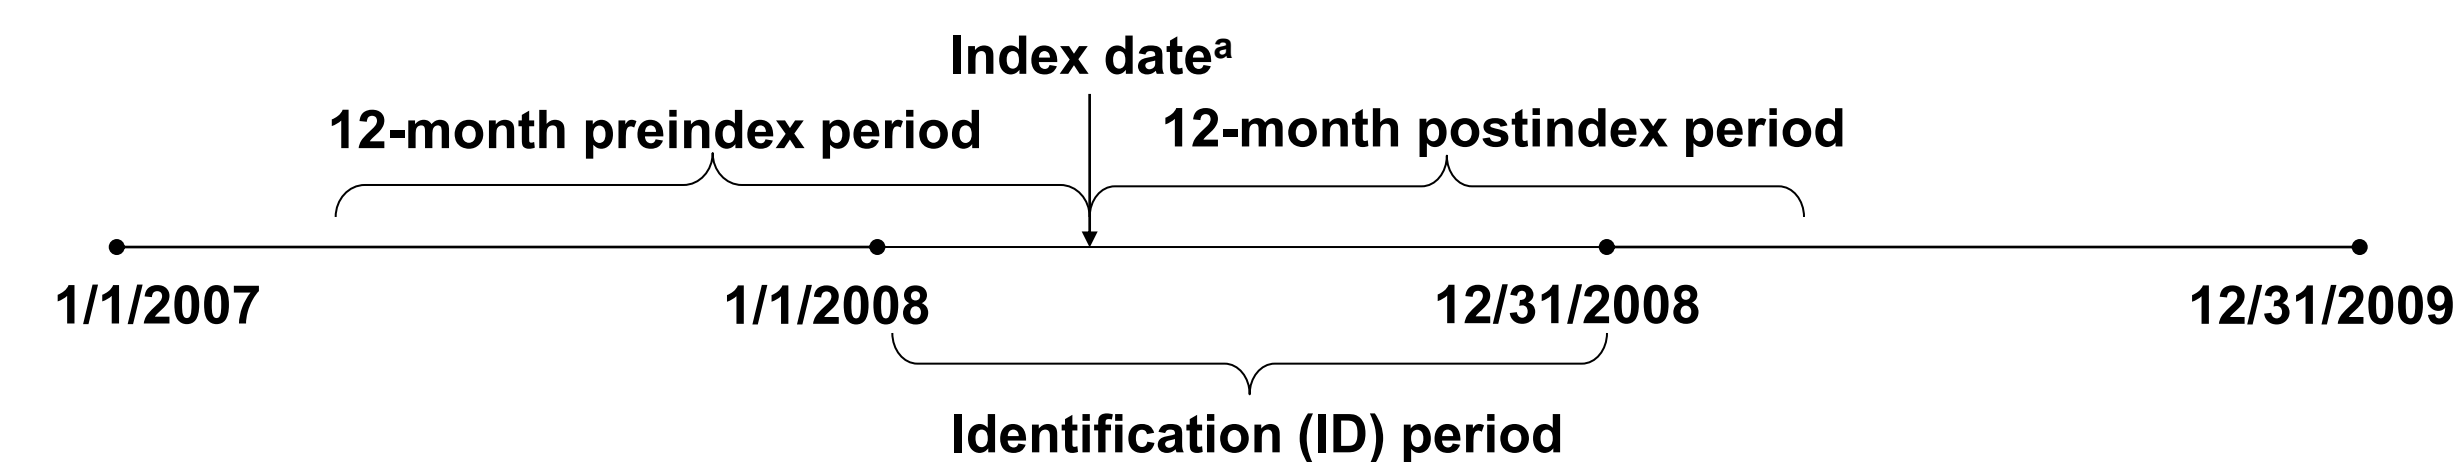 Index dateᵃ
12-month preindex period
12-month postindex period
1/1/2007
1/1/2008
12/31/2008
12/31/2009
Identification (ID) period